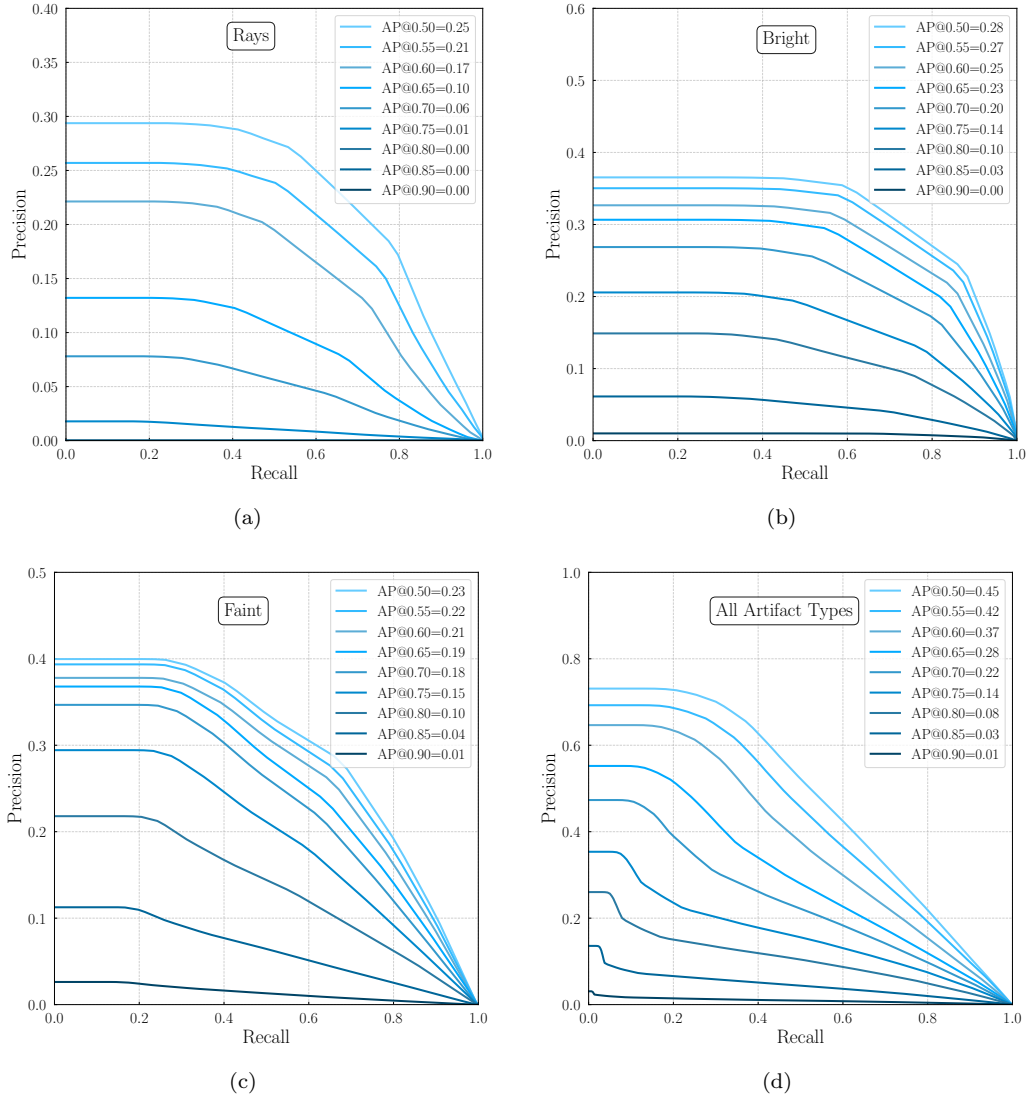 0.40
0.35
0.30
0.25
0.20
0.15
0.10
0.05
0.00
Precision
0.0 0.2 0.4 0.6 0.8 1.0
Recall
Rays
AP@0.50=0.25
AP@0.55=0.21
AP@0.60=0.17
AP@0.65=0.10
AP@0.70=0.06
AP@0.75=0.01
AP@0.80=0.00
AP@0.85=0.00
AP@0.90=0.00
(a)
0.6
0.5
0.4
0.3
0.2
0.1
0.0
Precision
0.0 0.2 0.4 0.6 0.8 1.0
Recall
Bright
AP@0.50=0.28
AP@0.55=0.27
AP@0.60=0.25
AP@0.65=0.23
AP@0.70=0.20
AP@0.75=0.14
AP@0.80=0.10
AP@0.85=0.03
AP@0.90=0.00
(b)
0.5
0.4
0.3
0.2
0.1
0.0
Precision
0.0 0.2 0.4 0.6 0.8 1.0
Recall
Faint
AP@0.50=0.23
AP@0.55=0.22
AP@0.60=0.21
AP@0.65=0.19
AP@0.70=0.18
AP@0.75=0.15
AP@0.80=0.10
AP@0.85=0.04
AP@0.90=0.01
(c)
1.0
0.8
0.6
0.4
0.2
0.0
Precision
0.0 0.2 0.4 0.6 0.8 1.0
Recall
All Artifact Types
AP@0.50=0.45
AP@0.55=0.42
AP@0.60=0.37
AP@0.65=0.28
AP@0.70=0.22
AP@0.75=0.14
AP@0.80=0.08
AP@0.85=0.03
AP@0.90=0.01
(d)